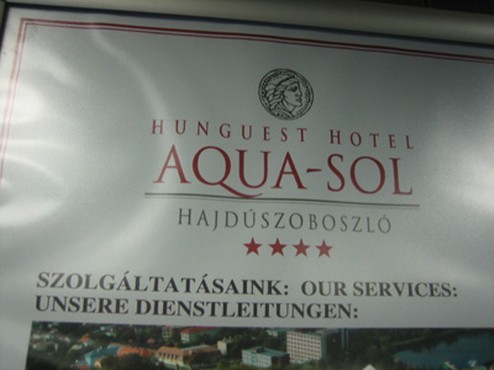 HUNGUEST HOTEL
AQUA-SOL
HAJDÚSZOBOSZLÓ
SZOLGÁLTATÁSAINK: OUR SERVICES:
UNSERE DIENSTLEITUNGEN: